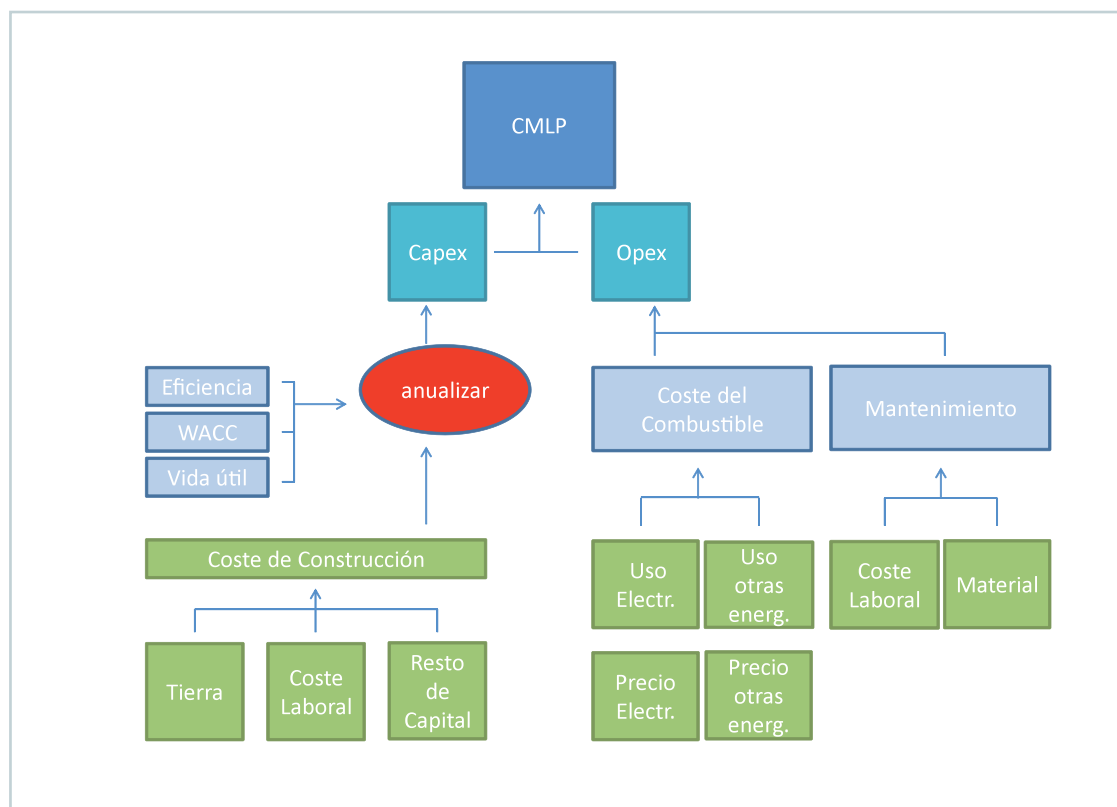 CMLP
Capex
Opex
anualizar
Eficiencia
WACC
Vida útil
Coste del
Combustible
Mantenimiento
Coste de Construcción
Uso
Electr.
Uso
otras
energ.
Coste
Laboral
Material
Tierra
Coste
Laboral
Resto
de
Capital
Precio
Electr.
Precio
otras
energ.